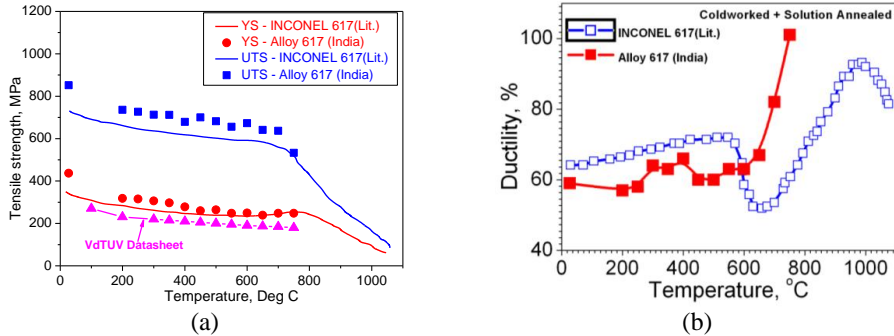 1200
1000
800
600
400
200
0
0 200 400 600 800 1000
Tensile strength, MPa
Temperature, Deg C
YS - INCONEL 617(Lit.)
YS - Alloy 617 (India)
UTS - INCONEL 617(Lit.)
UTS - Alloy 617 (India)
VdTUV Datasheet
(a)
Coldworked + Solution Annealed
INCONEL 617(Lit.)
Alloy 617 (India)
100
80
60
40
0 200 400 600 800 1000
Ductility, %
Temperature, °C
(b)